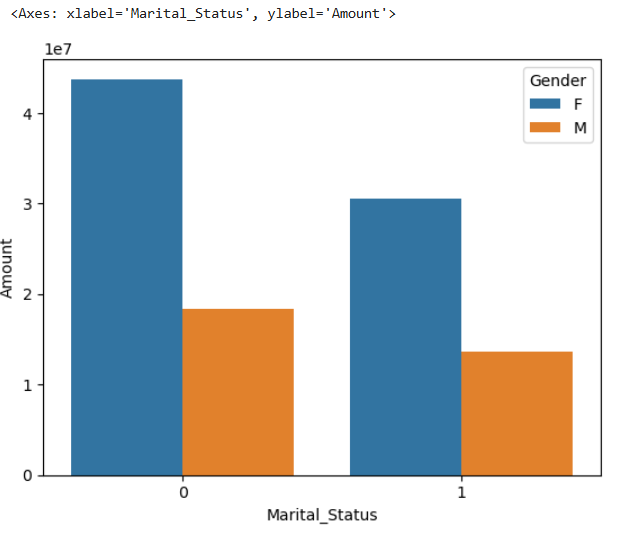 <Axes: xlabel='Marital_Status', ylabel='Amount'>
1e7
Gender
F
M
4
3
2
1
0
Amount
0 1
Marital_Status